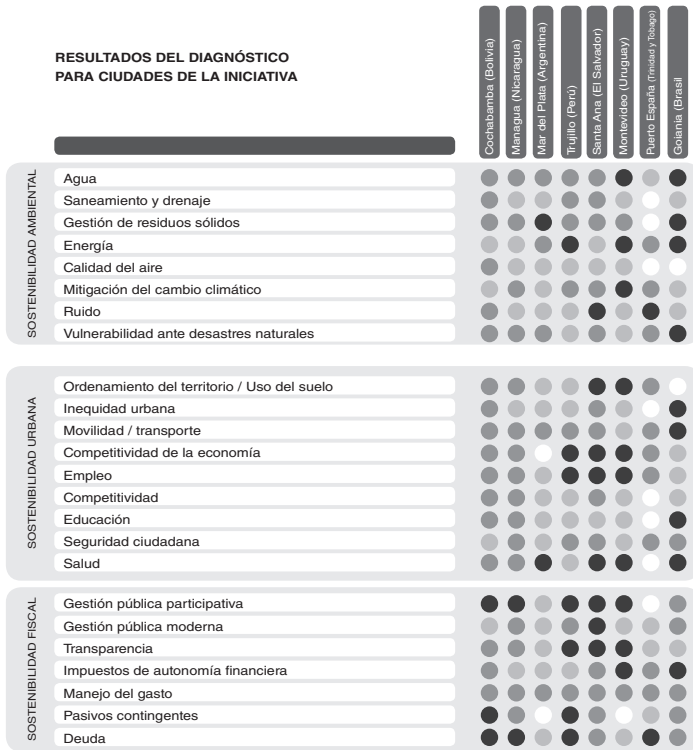 RESULTADOS DEL DIAGNÓSTICO
PARA CIUDADES DE LA INICIATIVA
Cochabamba (Bolivia)
Managua (Nicaragua)
Mar del Plata (Argentina)
Trujillo (Perú)
Santa Ana (El Salvador)
Montevideo (Uruguay)
Puerto España (Trinidad y Tobago)
Goiania (Brasil
SOSTENIBILIDAD AMBIENTAL
Agua
Saneamiento y drenaje
Gestión de residuos sólidos
Energía
Calidad del aire
Mitigación del cambio climático
Ruido
Vulnerabilidad ante desastres naturales
SOSTENIBILIDAD URBANA
Ordenamiento del territorio / Uso del suelo
Inequidad urbana
Movilidad / transporte
Competitividad de la economía
Empleo
Competitividad
Educación
Seguridad ciudadana
Salud
SOSTENIBILIDAD FISCAL
Gestión pública participativa
Gestión pública moderna
Transparencia
Impuestos de autonomía financiera
Manejo del gasto
Pasivos contingentes
Deuda